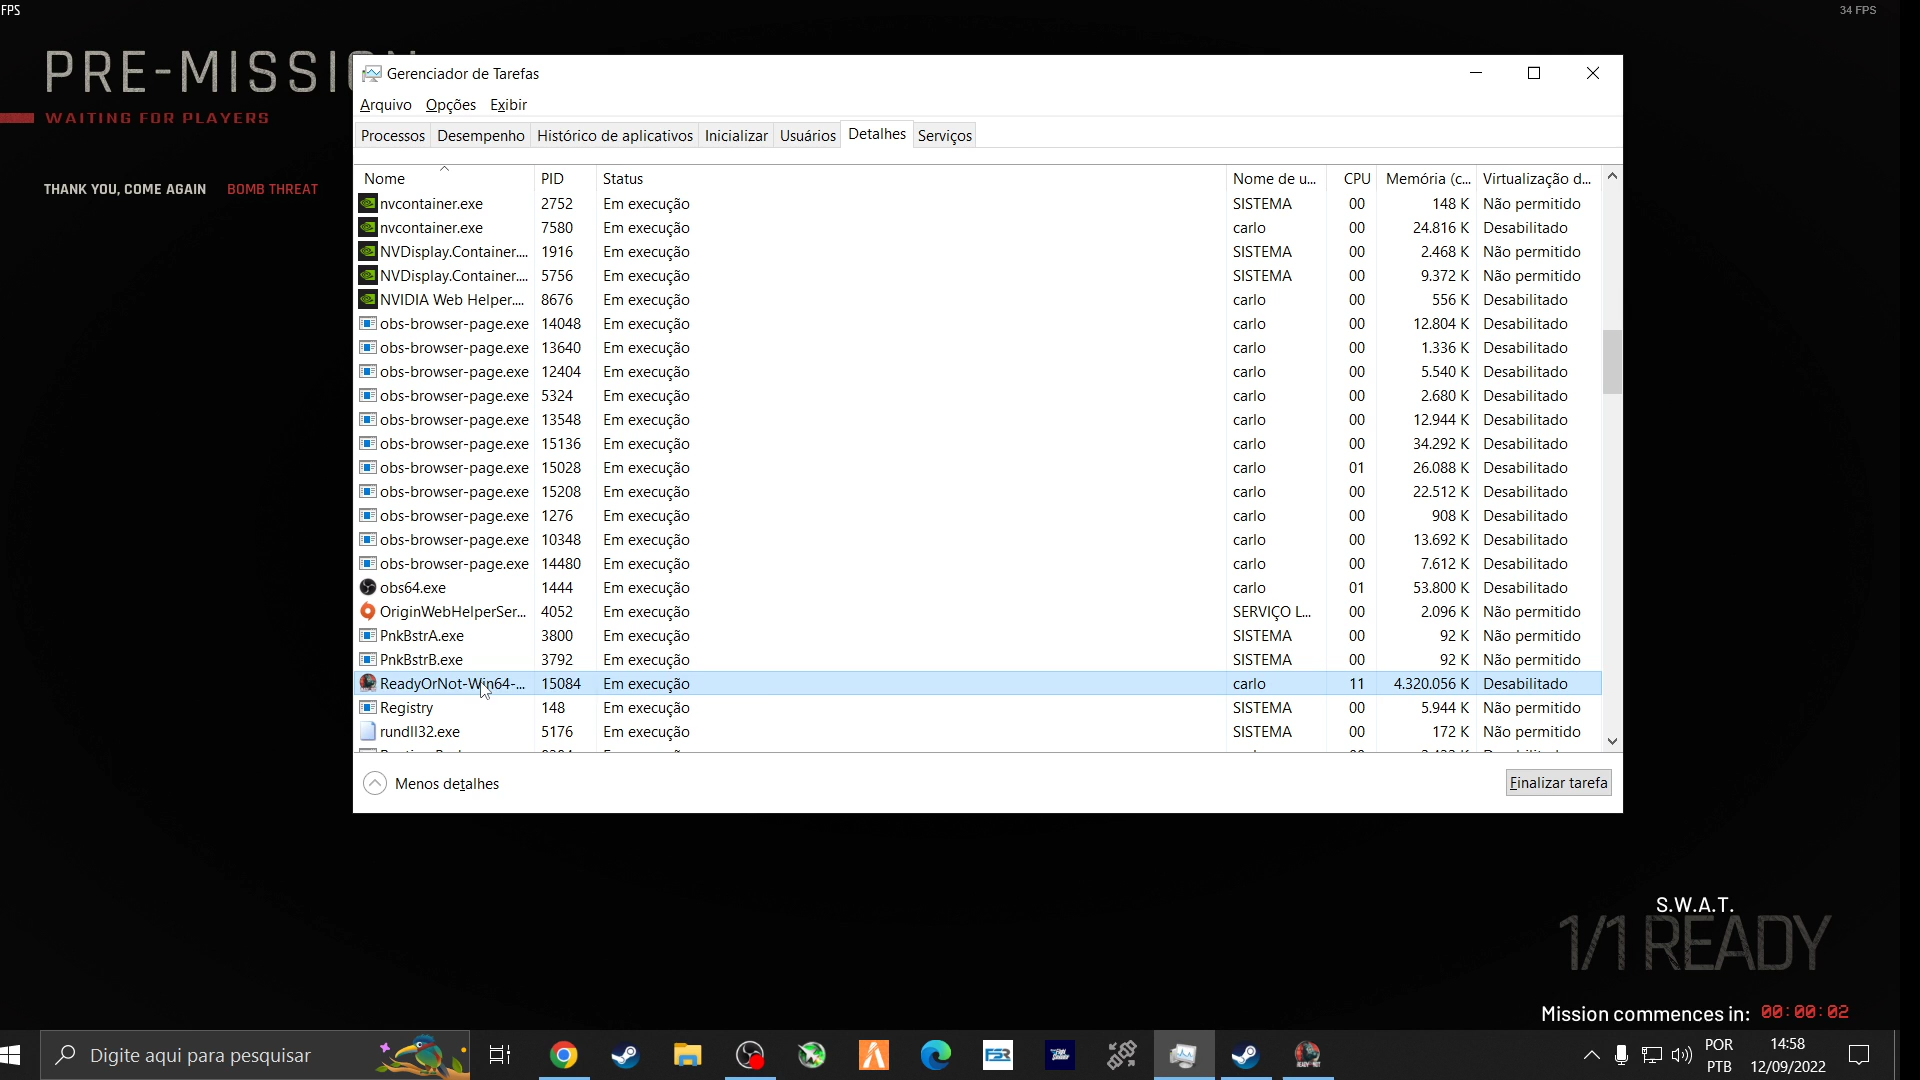 FPS
34 FPS
PRE-MISSION
WAITING FOR PLAYERS
THANK YOU, COME AGAIN BOMB THREAT
Gerenciador de Tarefas
Arquivo Opções Exibir
Processos Desempenho Histórico de aplicativos Inicializar Usuários Detalhes Serviços
Nome PID Status Nome de u... CPU Memória (c... Virtualização d...
nvcontainer.exe 2752 Em execução SISTEMA 00 148 K Não permitido
nvcontainer.exe 7580 Em execução carlo 00 24.816 K Desabilitado
NVDisplay.Container.... 1916 Em execução SISTEMA 00 2.468 K Não permitido
NVDisplay.Container.... 5756 Em execução SISTEMA 00 9.372 K Não permitido
NVIDIA Web Helper.... 8676 Em execução carlo 00 556 K Desabilitado
obs-browser-page.exe 14048 Em execução carlo 00 12.804 K Desabilitado
obs-browser-page.exe 13640 Em execução carlo 00 1.336 K Desabilitado
obs-browser-page.exe 12404 Em execução carlo 00 5.540 K Desabilitado
obs-browser-page.exe 5324 Em execução carlo 00 2.680 K Desabilitado
obs-browser-page.exe 13548 Em execução carlo 00 12.944 K Desabilitado
obs-browser-page.exe 15136 Em execução carlo 00 34.292 K Desabilitado
obs-browser-page.exe 15028 Em execução carlo 01 26.088 K Desabilitado
obs-browser-page.exe 15208 Em execução carlo 00 22.512 K Desabilitado
obs-browser-page.exe 1276 Em execução carlo 00 908 K Desabilitado
obs-browser-page.exe 10348 Em execução carlo 00 13.692 K Desabilitado
obs-browser-page.exe 14480 Em execução carlo 00 7.612 K Desabilitado
obs64.exe 1444 Em execução carlo 01 53.800 K Desabilitado
OriginWebHelperSer... 4052 Em execução SERVIÇO L... 00 2.096 K Não permitido
PnkBstrA.exe 3800 Em execução SISTEMA 00 92 K Não permitido
PnkBstrB.exe 3792 Em execução SISTEMA 00 92 K Não permitido
ReadyOrNot-Win64-... 15084 Em execução carlo 11 4.320.056 K Desabilitado
Registry 148 Em execução SISTEMA 00 5.944 K Não permitido
rundll32.exe 5176 Em execução SISTEMA 00 172 K Não permitido
Menos detalhes
Finalizar tarefa
S.W.A.T.
1/1 READY
Mission commences in: 00:00:02
Digite aqui para pesquisar
POR 14:58
PTB 12/09/2022